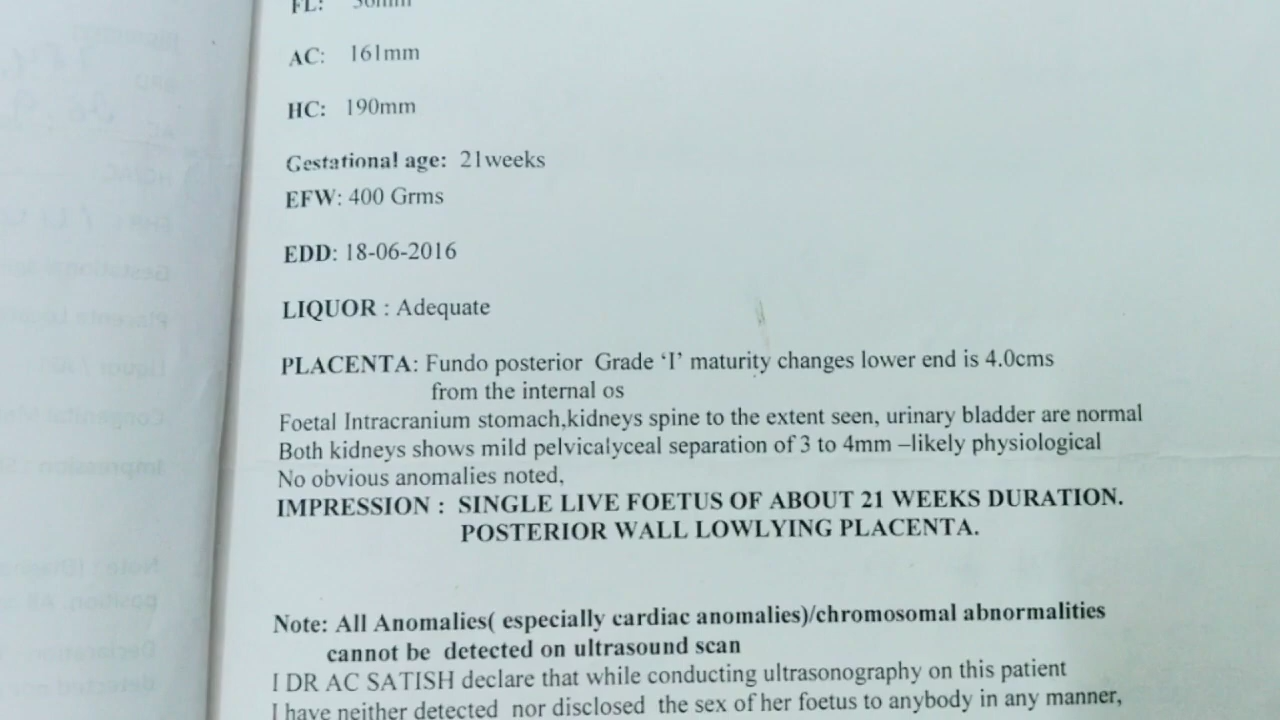 FL: 36mm
AC: 161mm
HC: 190mm
Gestational age: 21weeks
EFW: 400 Grms
EDD: 18-06-2016
LIQUOR : Adequate
PLACENTA: Fundo posterior Grade ‘I’ maturity changes lower end is 4.0cms
from the internal os
Foetal Intracranium stomach,kidneys spine to the extent seen, urinary bladder are normal
Both kidneys shows mild pelvicalyceal separation of 3 to 4mm –likely physiological
No obvious anomalies noted,
IMPRESSION : SINGLE LIVE FOETUS OF ABOUT 21 WEEKS DURATION.
POSTERIOR WALL LOWLYING PLACENTA.
Note: All Anomalies( especially cardiac anomalies)/chromosomal abnormalities
cannot be detected on ultrasound scan
I DR AC SATISH declare that while conducting ultrasonography on this patient
I have neither detected nor disclosed the sex of her foetus to anybody in any manner,